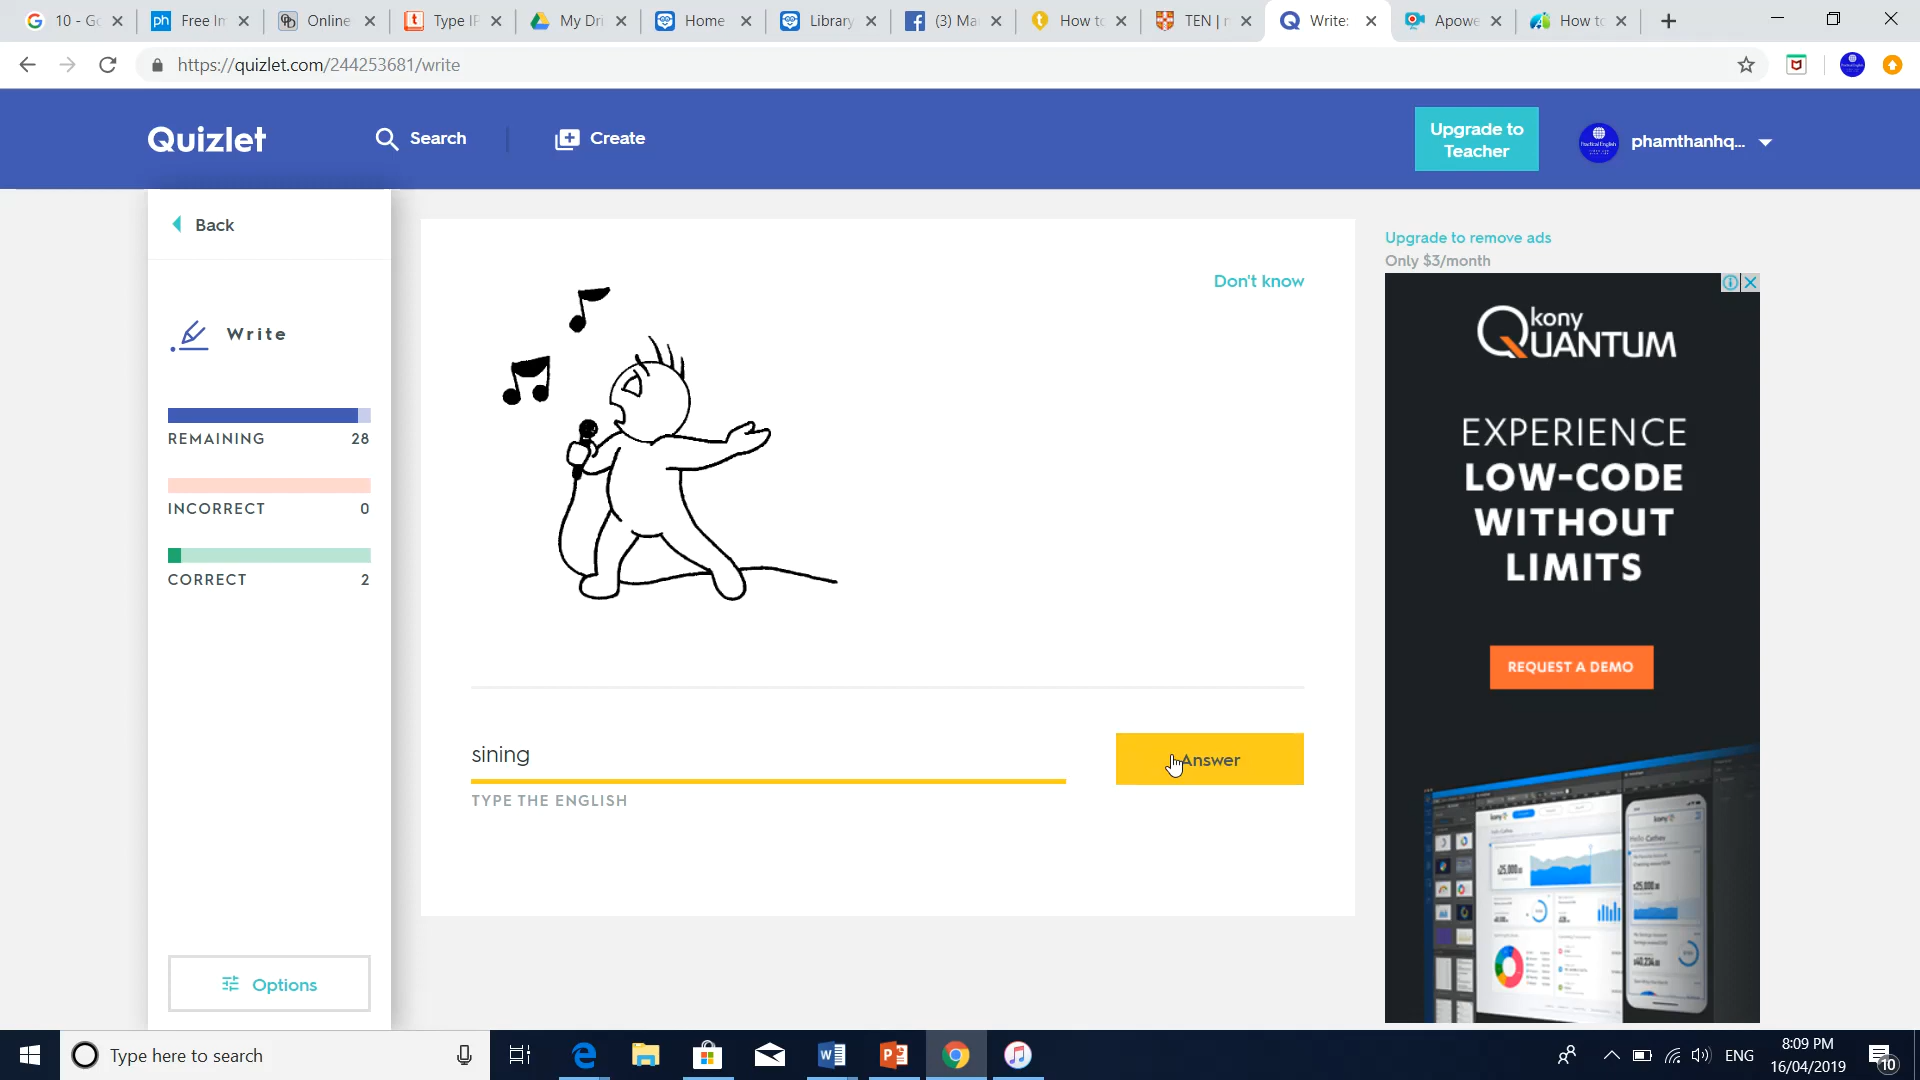 10 - Go
Free Im
Online
Type IP
My Dri
Home
Library
(3) Ma
How to
TEN | r
Write:
Apowe
How to
https://quizlet.com/244253681/write
Quizlet
Search
Create
Upgrade to
Teacher
phamthanhq...
Back
Write
REMAINING 28
INCORRECT 0
CORRECT 2
Options
Don't know
sining
TYPE THE ENGLISH
Answer
Upgrade to remove ads
Only $3/month
kony
QUANTUM
EXPERIENCE
LOW-CODE
WITHOUT
LIMITS
REQUEST A DEMO
Type here to search
ENG
8:09 PM
16/04/2019
10